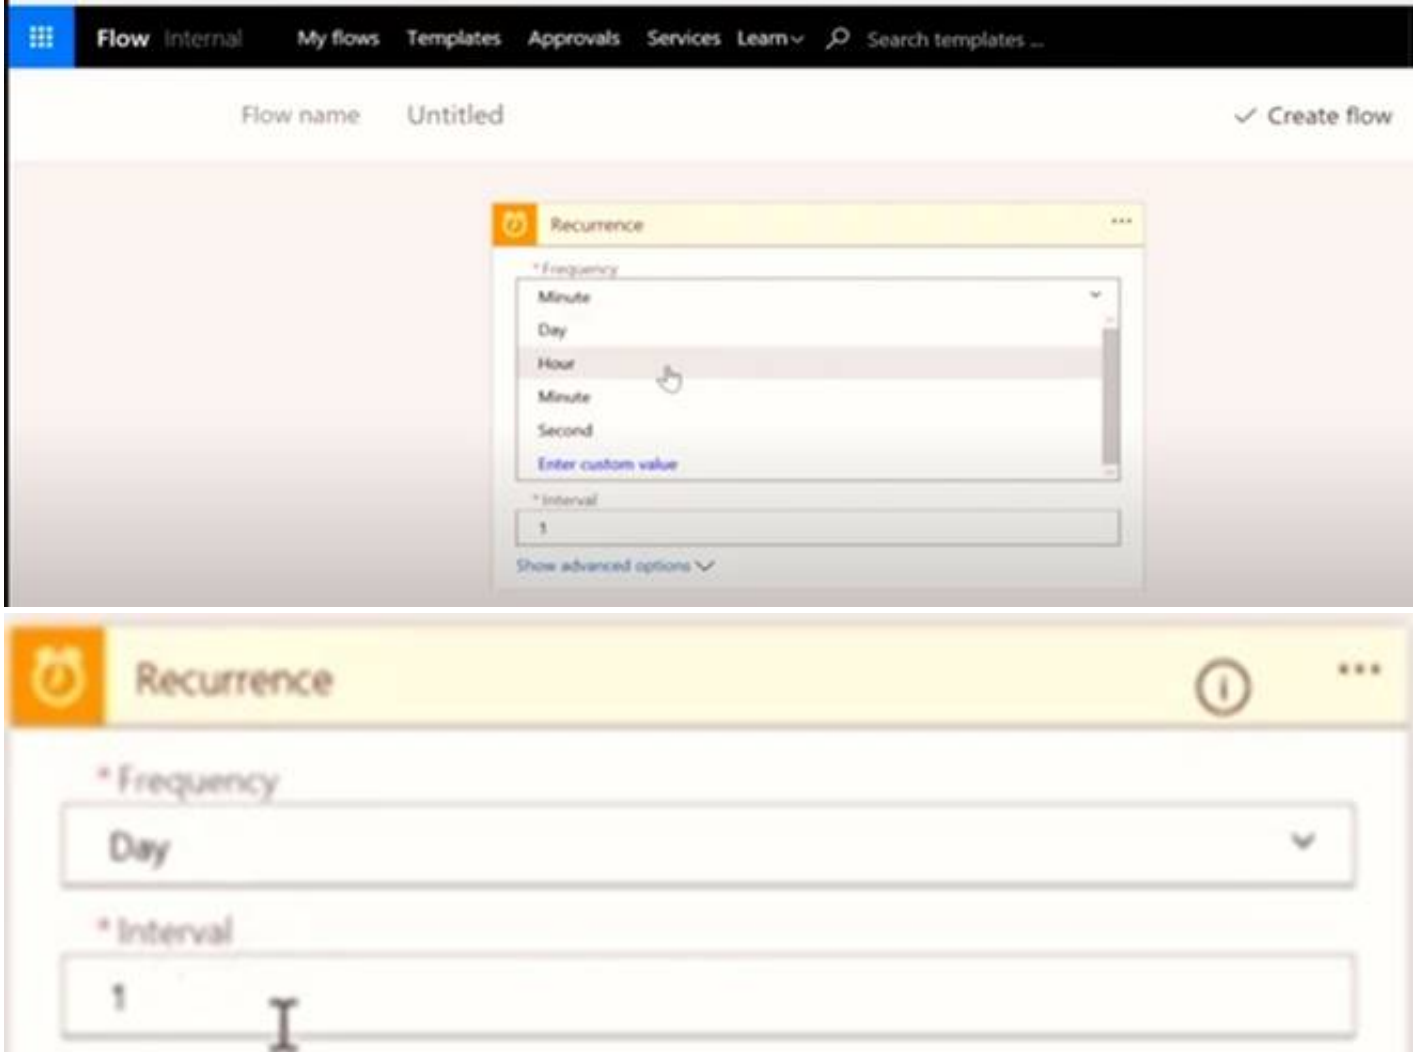 Flow Internal My flows Templates Approvals Services Learn Search templates ...
Flow name Untitled Create flow
Recurrence ...
* Frequency
Minute
Day
Hour
Minute
Second
Enter custom value
* Interval
1
Show advanced options
Recurrence i ...
* Frequency
Day
* Interval
1